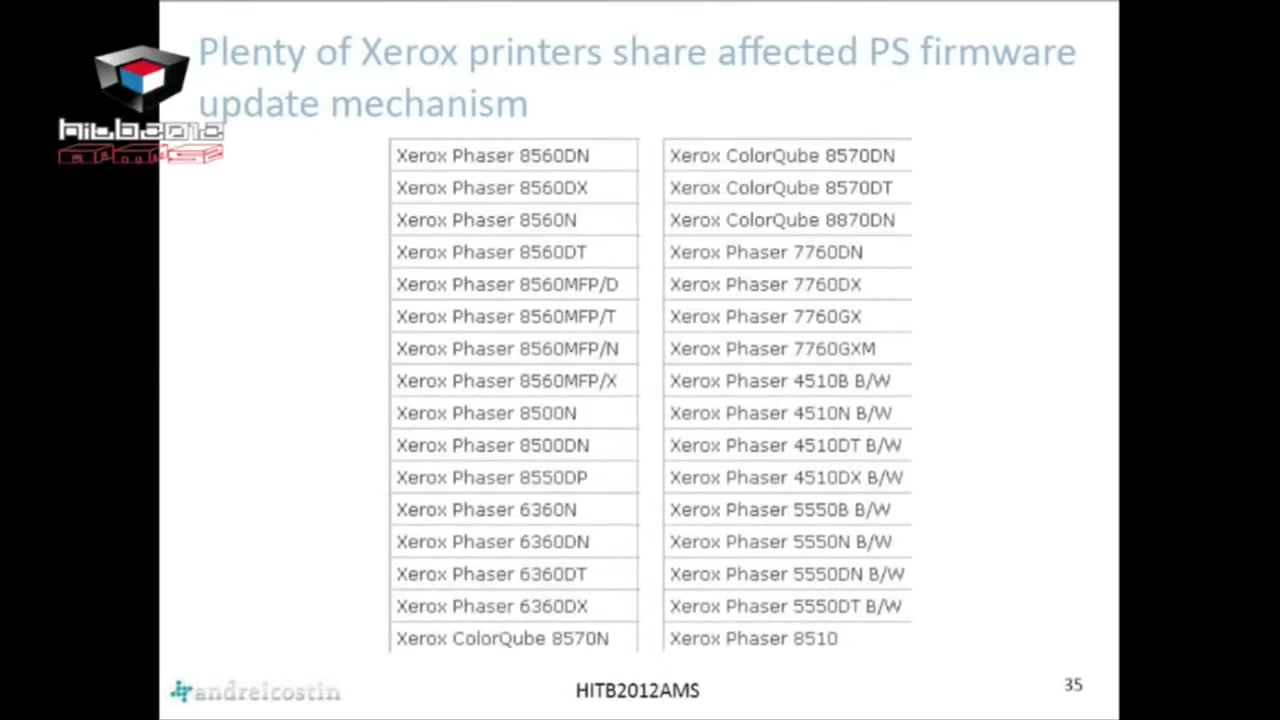 Plenty of Xerox printers share affected PS firmware
update mechanism
HITB2012
AMS
Xerox Phaser 8560DN
Xerox Phaser 8560DX
Xerox Phaser 8560N
Xerox Phaser 8560DT
Xerox Phaser 8560MFP/D
Xerox Phaser 8560MFP/T
Xerox Phaser 8560MFP/N
Xerox Phaser 8560MFP/X
Xerox Phaser 8500N
Xerox Phaser 8500DN
Xerox Phaser 8550DP
Xerox Phaser 6360N
Xerox Phaser 6360DN
Xerox Phaser 6360DT
Xerox Phaser 6360DX
Xerox ColorQube 8570N
Xerox ColorQube 8570DN
Xerox ColorQube 8570DT
Xerox ColorQube 8870DN
Xerox Phaser 7760DN
Xerox Phaser 7760DX
Xerox Phaser 7760GX
Xerox Phaser 7760GXM
Xerox Phaser 4510B B/W
Xerox Phaser 4510N B/W
Xerox Phaser 4510DT B/W
Xerox Phaser 4510DX B/W
Xerox Phaser 5550B B/W
Xerox Phaser 5550N B/W
Xerox Phaser 5550DN B/W
Xerox Phaser 5550DT B/W
Xerox Phaser 8510
andreicostin
HITB2012AMS
35